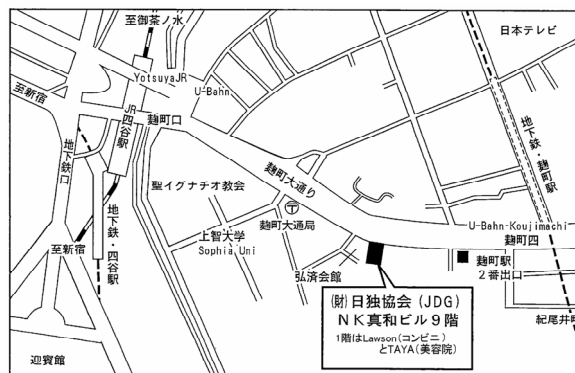 至御茶ノ水
日本テレビ
YotsuyaJR
U-Bahn
至新宿
JR四谷駅
麹町口
地下鉄口
地下鉄・麹町駅
麹町大通り
聖イグナチオ教会
地下鉄・四谷駅
麹町大通局
上智大学
Sophia Uni
U-Bahn-Koujimachi
麹町四
至新宿
弘済会館
麹町駅
2番出口
(財)日独協会(JDG)
NK真和ビル9階
1階はLawson(コンビニ)
とTAYA(美容院)
紀尾井町
迎賓館